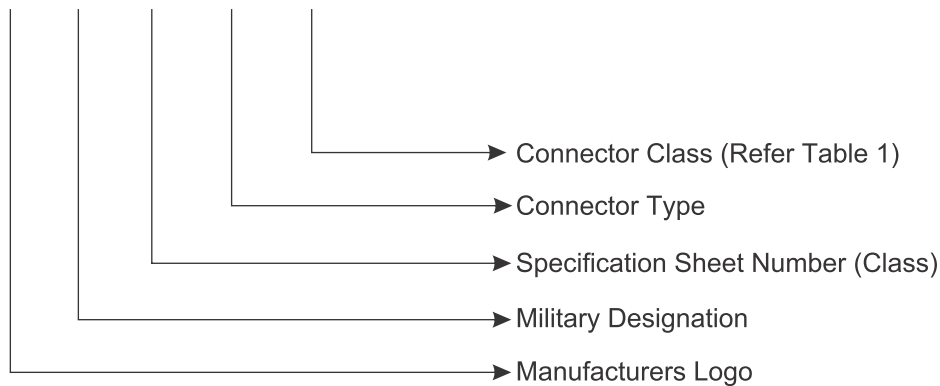 Connector Class (Refer Table 1)
Connector Type
Specification Sheet Number (Class)
Military Designation
Manufacturers Logo